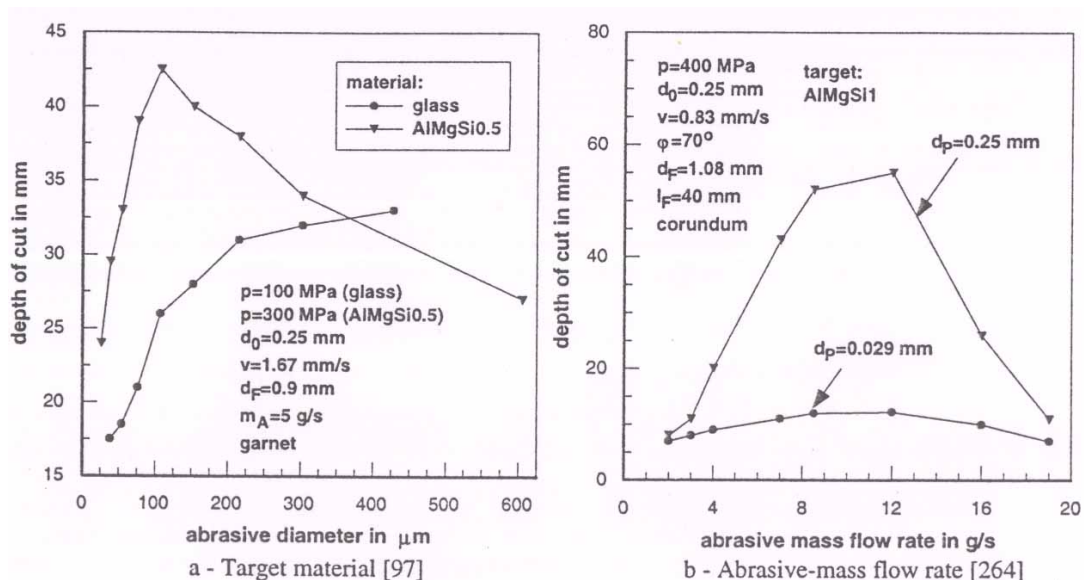 45
40
35
30
25
20
15
depth of cut in mm
material:
glass
AlMgSi0.5
p=100 MPa (glass)
p=300 MPa (AlMgSi0.5)
d0=0.25 mm
v=1.67 mm/s
dF=0.9 mm
mA=5 g/s
garnet
0 100 200 300 400 500 600
abrasive diameter in μm
a - Target material [97]
80
60
40
20
0
depth of cut in mm
p=400 MPa
d0=0.25 mm
v=0.83 mm/s
φ=70°
dF=1.08 mm
lF=40 mm
corundum
target:
AlMgSi1
dP=0.25 mm
dP=0.029 mm
0 4 8 12 16 20
abrasive mass flow rate in g/s
b - Abrasive-mass flow rate [264]